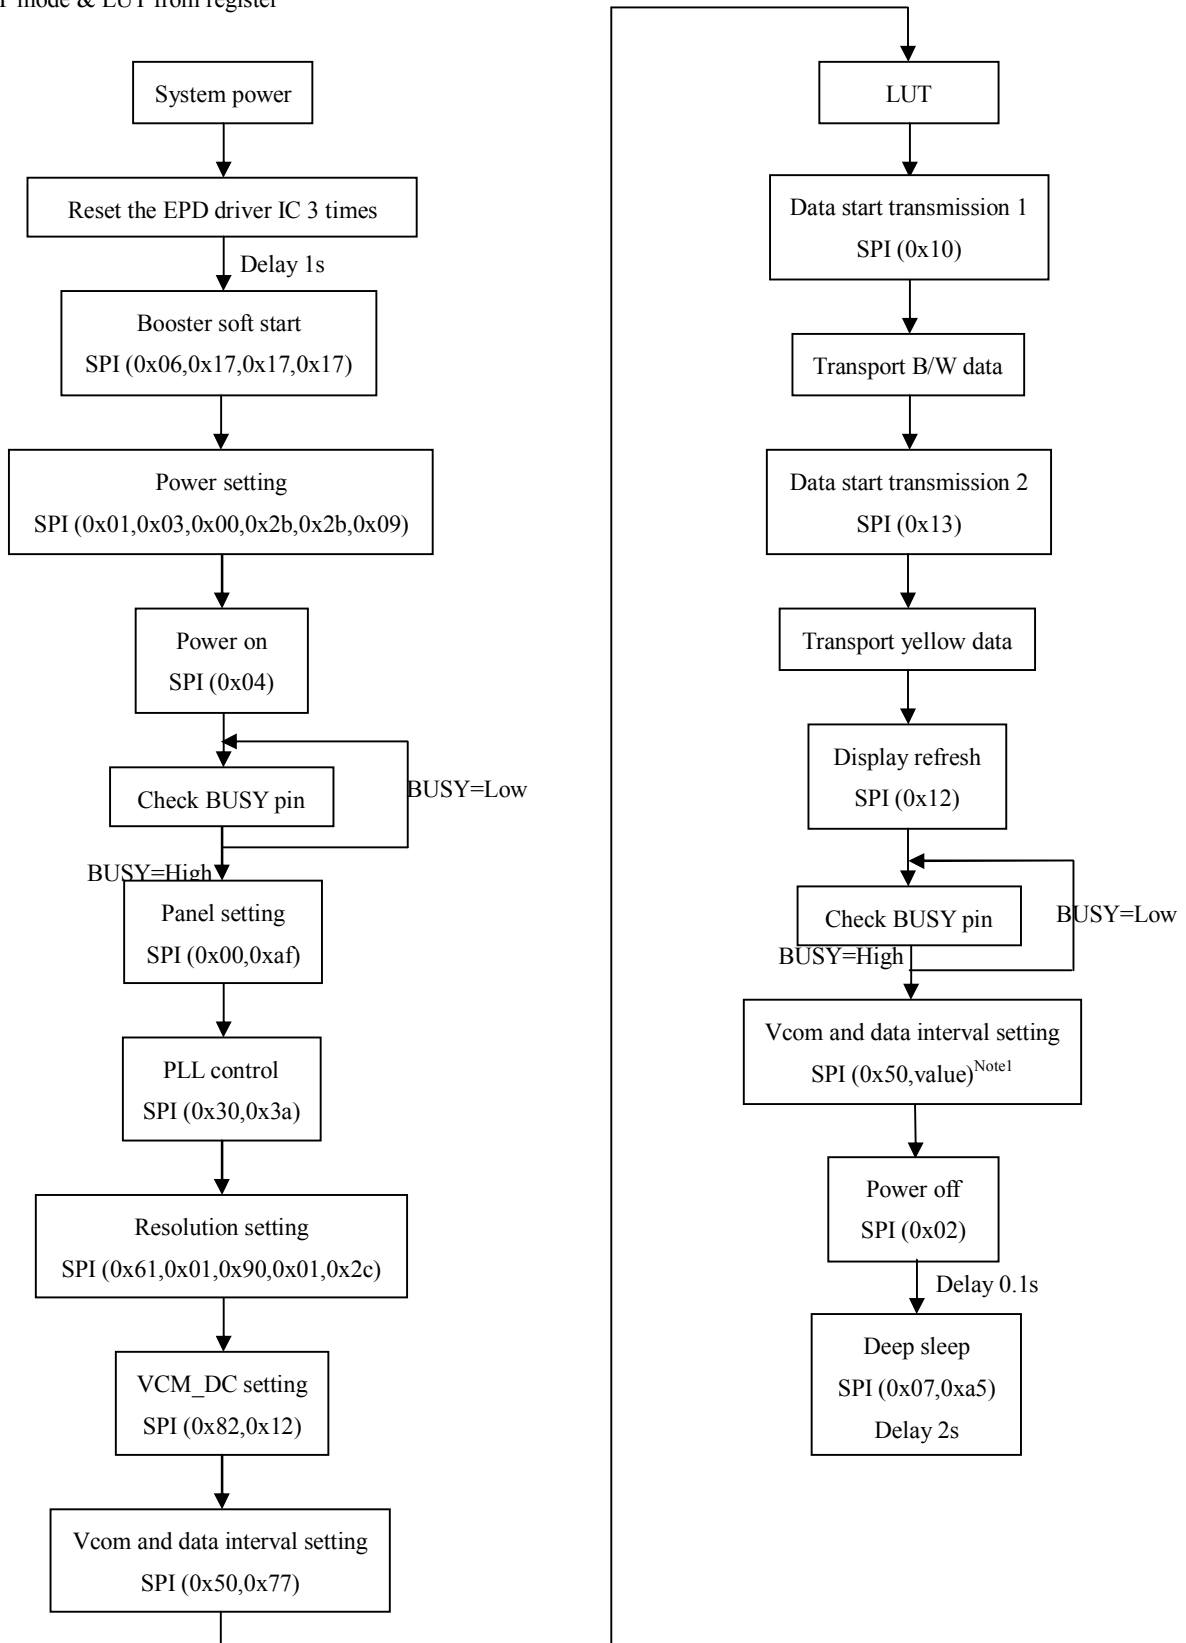 mode & LUT from register
System power
Reset the EPD driver IC 3 times
Delay 1s
Booster soft start
SPI (0x06,0x17,0x17,0x17)
Power setting
SPI (0x01,0x03,0x00,0x2b,0x2b,0x09)
Power on
SPI (0x04)
Check BUSY pin
BUSY=Low
BUSY=High
Panel setting
SPI (0x00,0xaf)
PLL control
SPI (0x30,0x3a)
Resolution setting
SPI (0x61,0x01,0x90,0x01,0x2c)
VCM_DC setting
SPI (0x82,0x12)
Vcom and data interval setting
SPI (0x50,0x77)
LUT
Data start transmission 1
SPI (0x10)
Transport B/W data
Data start transmission 2
SPI (0x13)
Transport yellow data
Display refresh
SPI (0x12)
Check BUSY pin
BUSY=Low
BUSY=High
Vcom and data interval setting
SPI (0x50,value)Note1
Power off
SPI (0x02)
Delay 0.1s
Deep sleep
SPI (0x07,0xa5)
Delay 2s